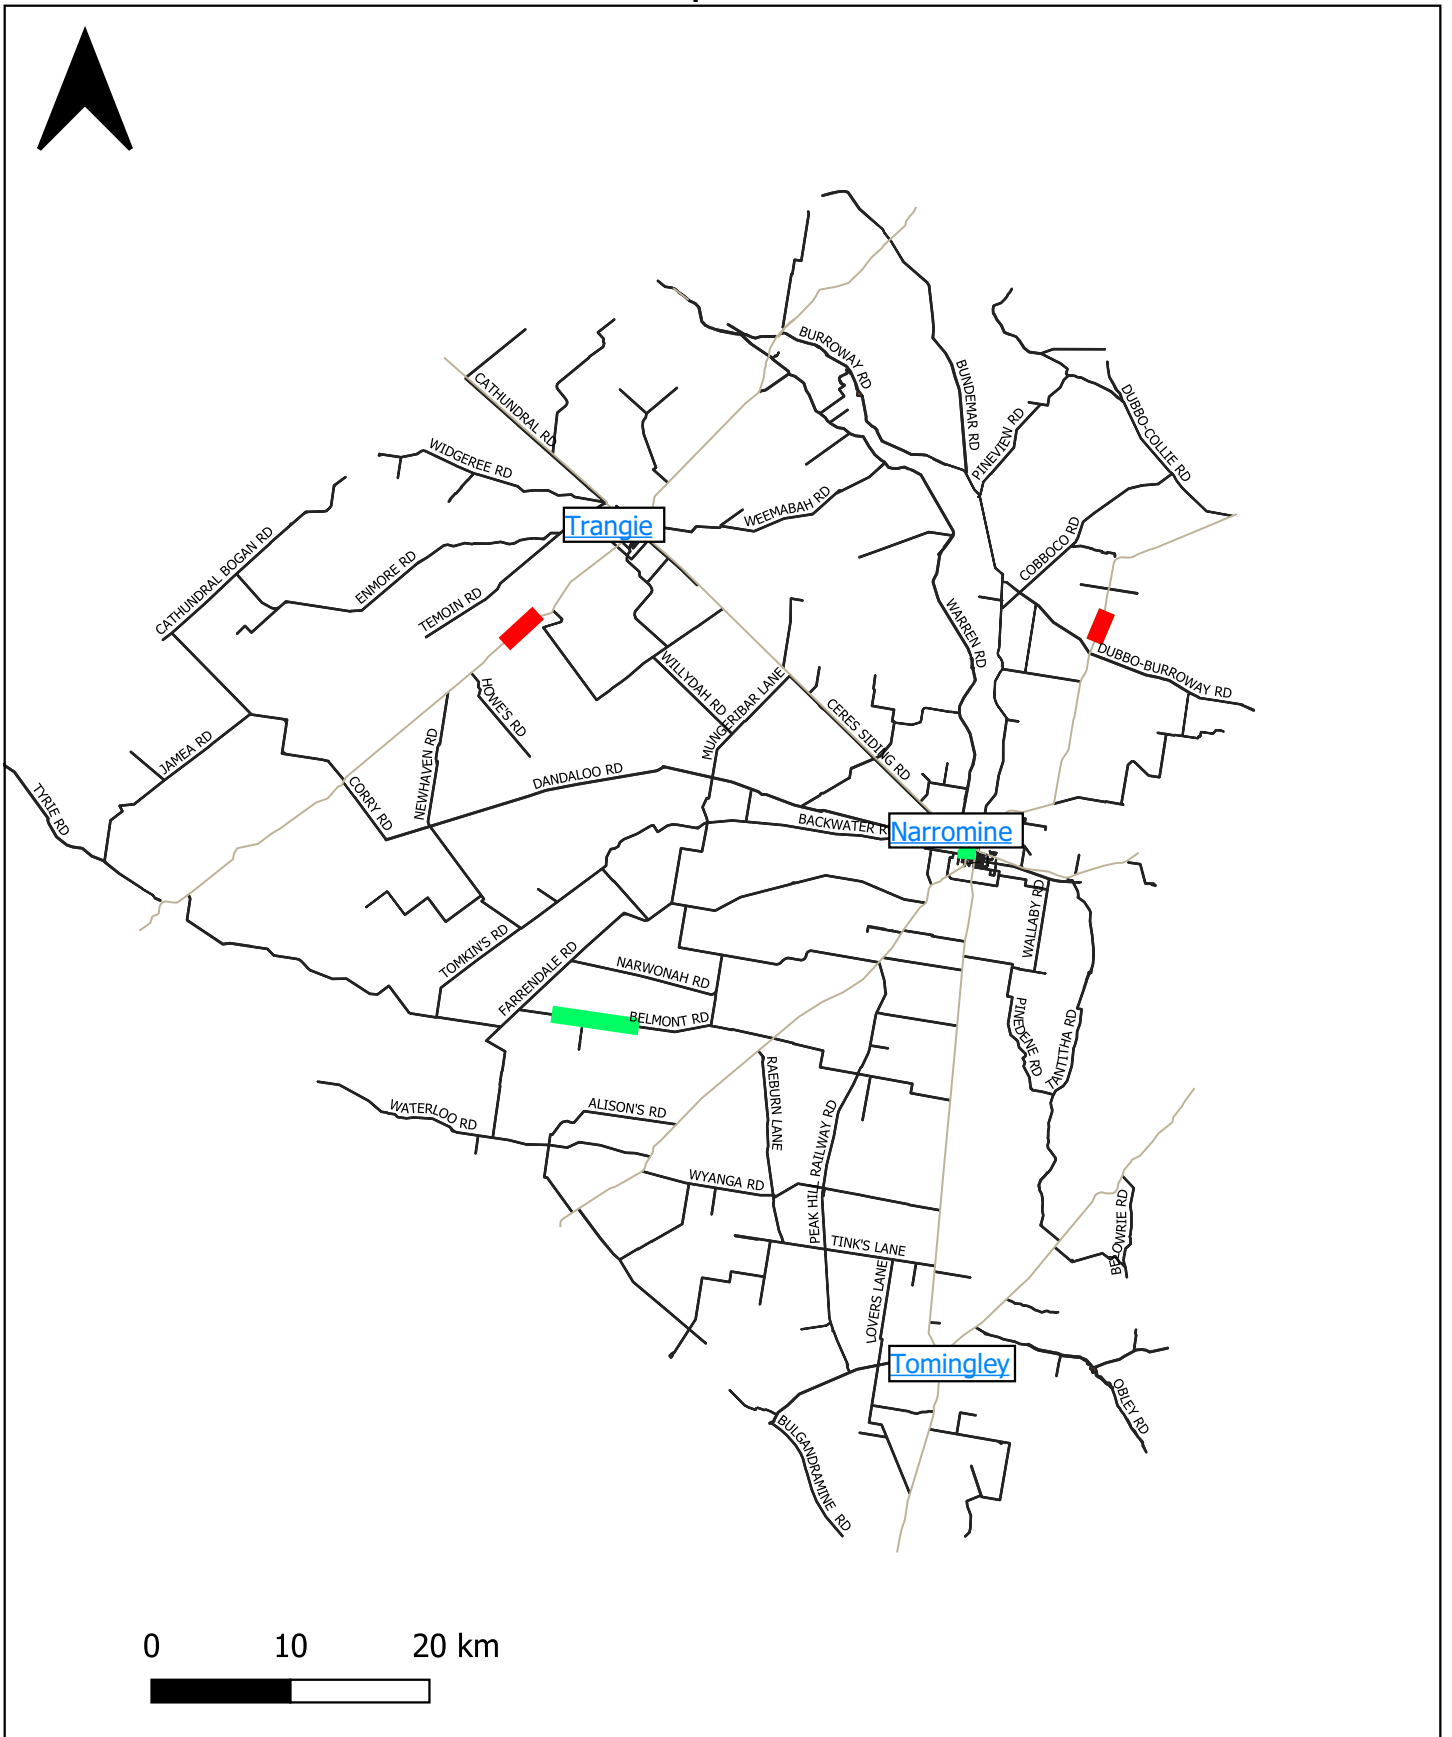 BURROWAY RD
BUNDEMAR RD
CATHUNDRAL RD
DUBBO-COLLIE RD
PINEVIEW RD
WIDGEREE RD
WEEMABAH RD
Trangie
CATHUNDRAL BOGAN RD
ENMORE RD
COBBOCO RD
TEMOIN RD
WARREN RD
DUBBO-BURROWAY RD
WILLYDAH RD
HOWE'S RD
MUNGERIBAR LANE
CERES SIDING RD
JAMEA RD
NEWHAVEN RD
DANDALOO RD
TYRIE RD
CORRY RD
BACKWATER R
Narromine
WALLABY RD
TOMKIN'S RD
FARRENDALE RD
NARWONAH RD
BELMONT RD
PINEDENE RD
TANTITHA RD
RAEBURN LANE
WATERLOO RD
ALISON'S RD
PEAK HILL RAILWAY RD
WYANGA RD
BELOWRIE RD
TINK'S LANE
LOVERS LANE
Tomingley
OBLEY RD
BULGANDRAMINE RD
0 10 20 km